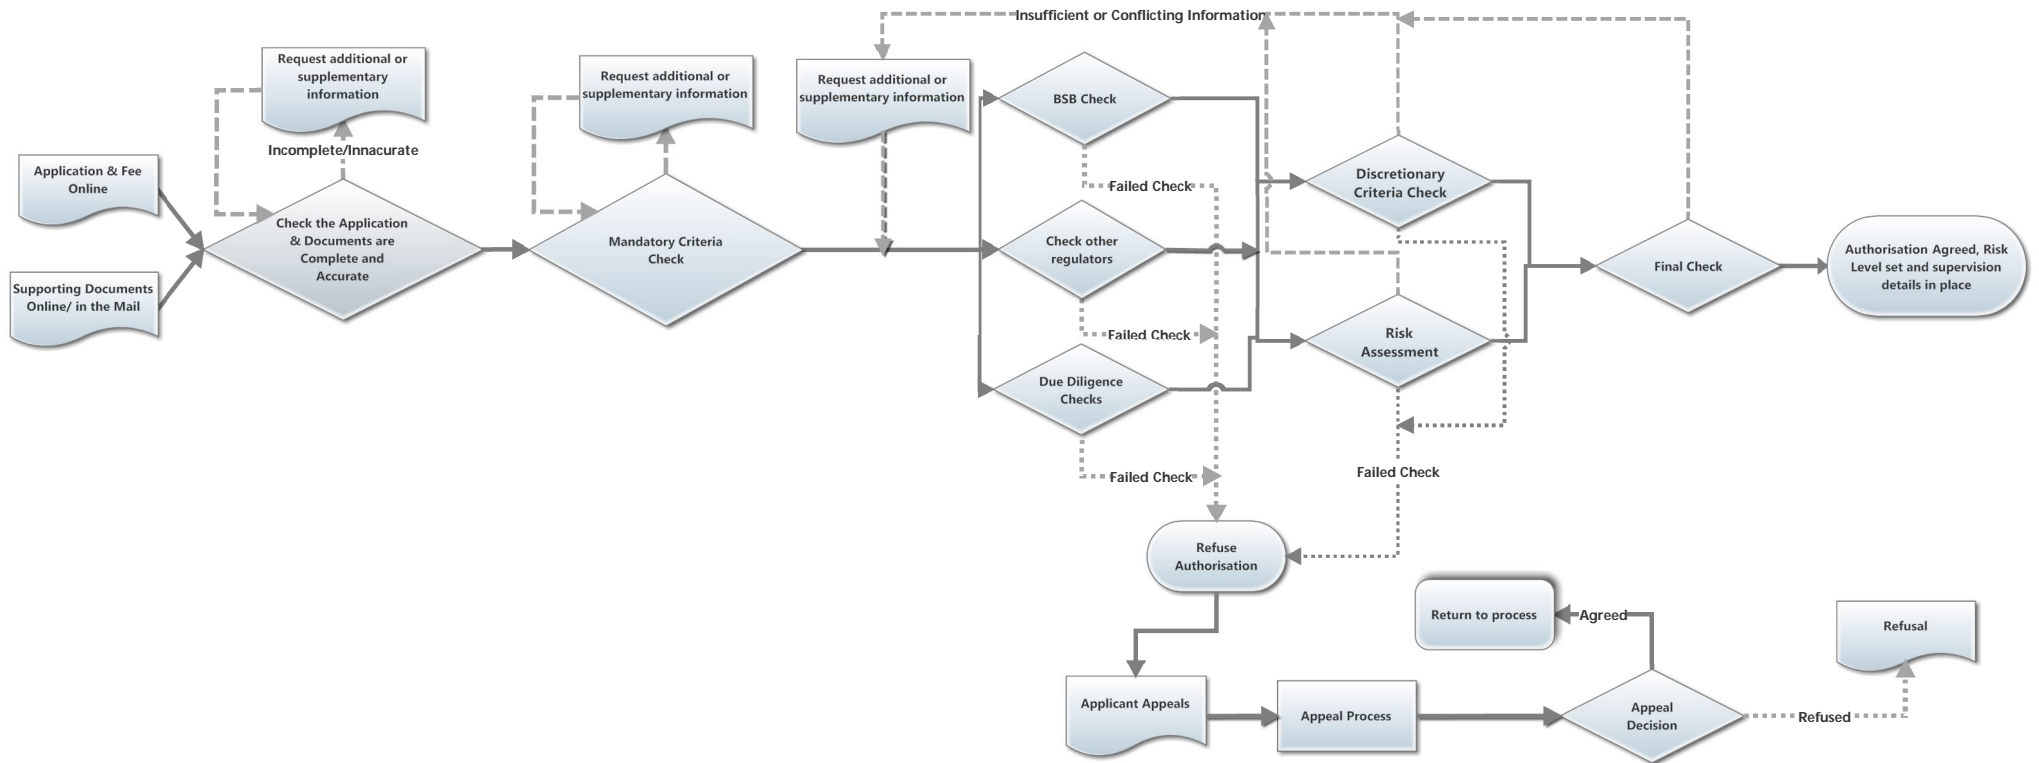 Insufficient or Conflicting Information
Request additional or
supplementary
information
Request additional or
supplementary information
Request additional or
supplementary information
BSB Check
Incomplete/Innacurate
Application & Fee
Online
Failed Check
Discretionary
Criteria Check
Check the Application
& Documents are
Complete and
Accurate
Mandatory Criteria
Check
Check other
regulators
Final Check
Authorisation Agreed, Risk
Level set and supervision
details in place
Supporting Documents
Online/ in the Mail
Failed Check
Risk
Assessment
Due Diligence
Checks
Failed Check
Failed Check
Refuse
Authorisation
Return to process
Agreed
Refusal
Applicant Appeals
Appeal Process
Appeal
Decision
Refused